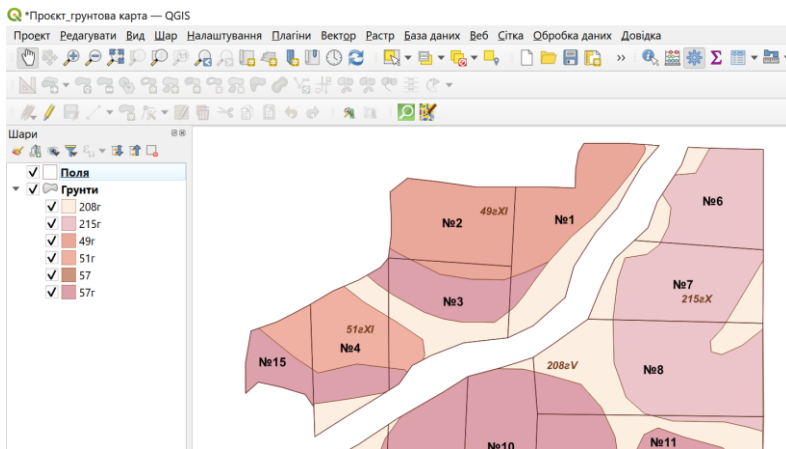 *Проєкт_грунтова карта — QGIS
Проект Редагувати Вид Шар Налаштування Плагіни Вектор Растр База даних Веб Сітка Обробка даних Довідка
Шари
Поля
Грунти
208г
215г
49г
51г
57
57г
№6
49гXI
№2
№1
№7
215гX
№3
51гXI
№4
№15
208гV
№8
№10
№11